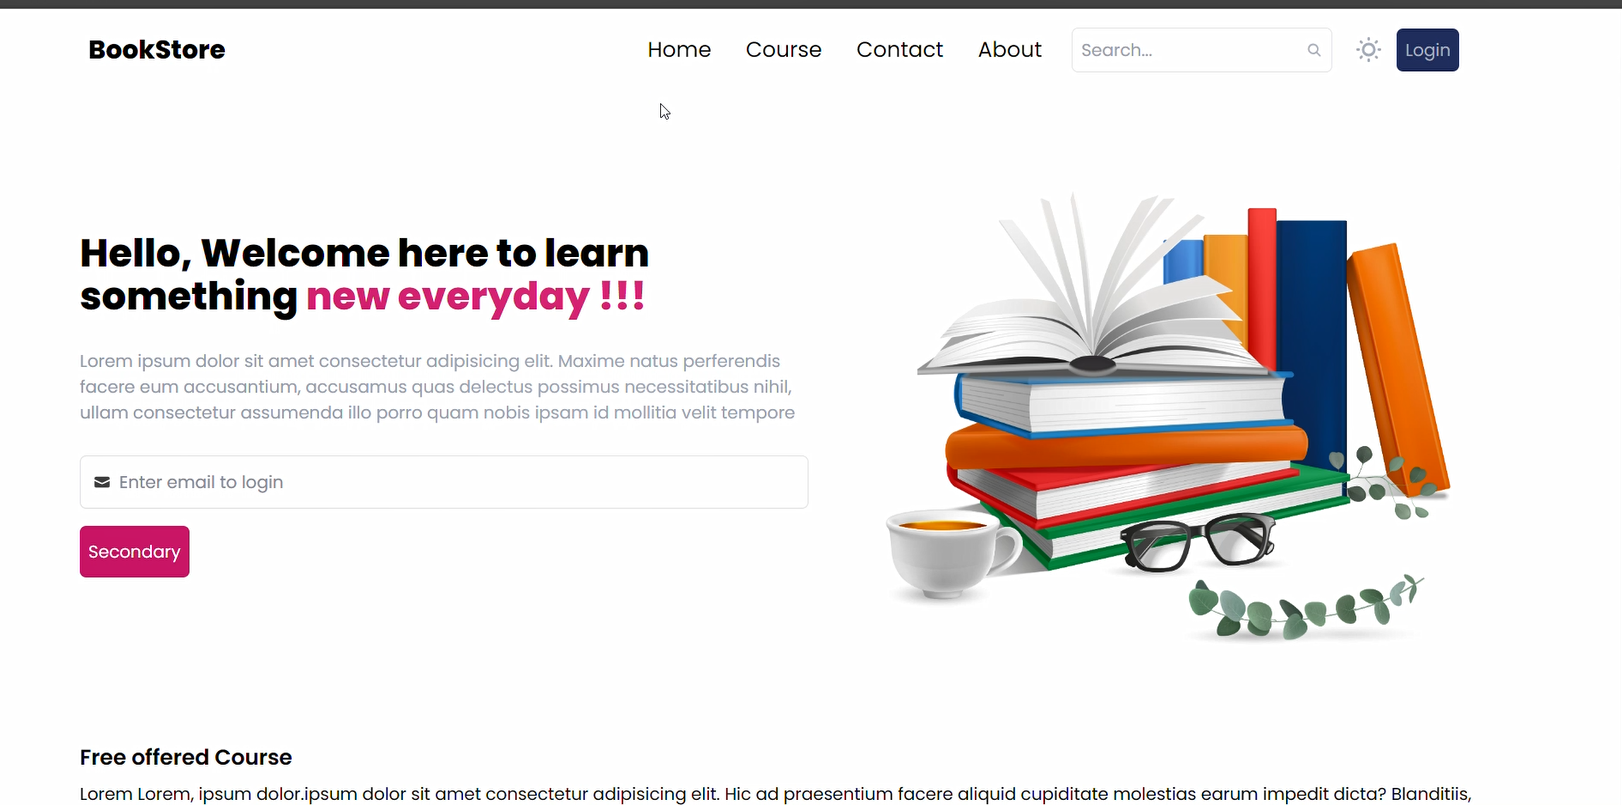 BookStore
Home
Course
Contact
About
Search...
Login
Hello, Welcome here to learn
something new everyday !!!
Lorem ipsum dolor sit amet consectetur adipisicing elit. Maxime natus perferendis
facere eum accusantium, accusamus quas delectus possimus necessitatibus nihil,
ullam consectetur assumenda illo porro quam nobis ipsam id mollitia velit tempore
Enter email to login
Secondary
Free offered Course
Lorem Lorem, ipsum dolor.ipsum dolor sit amet consectetur adipisicing elit. Hic ad praesentium facere aliquid cupiditate molestias earum impedit dicta? Blanditiis,